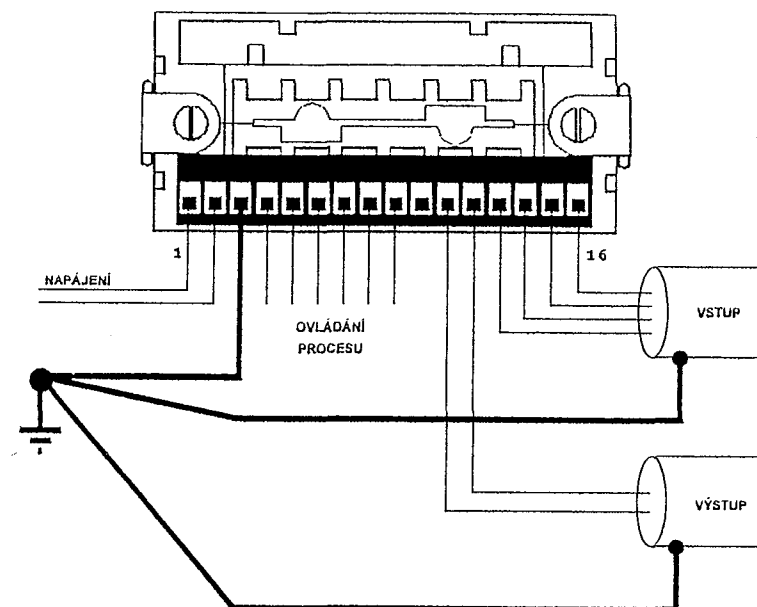 1
16
NAPÁJENÍ
OVLÁDÁNÍ
PROCESU
VSTUP
VÝSTUP